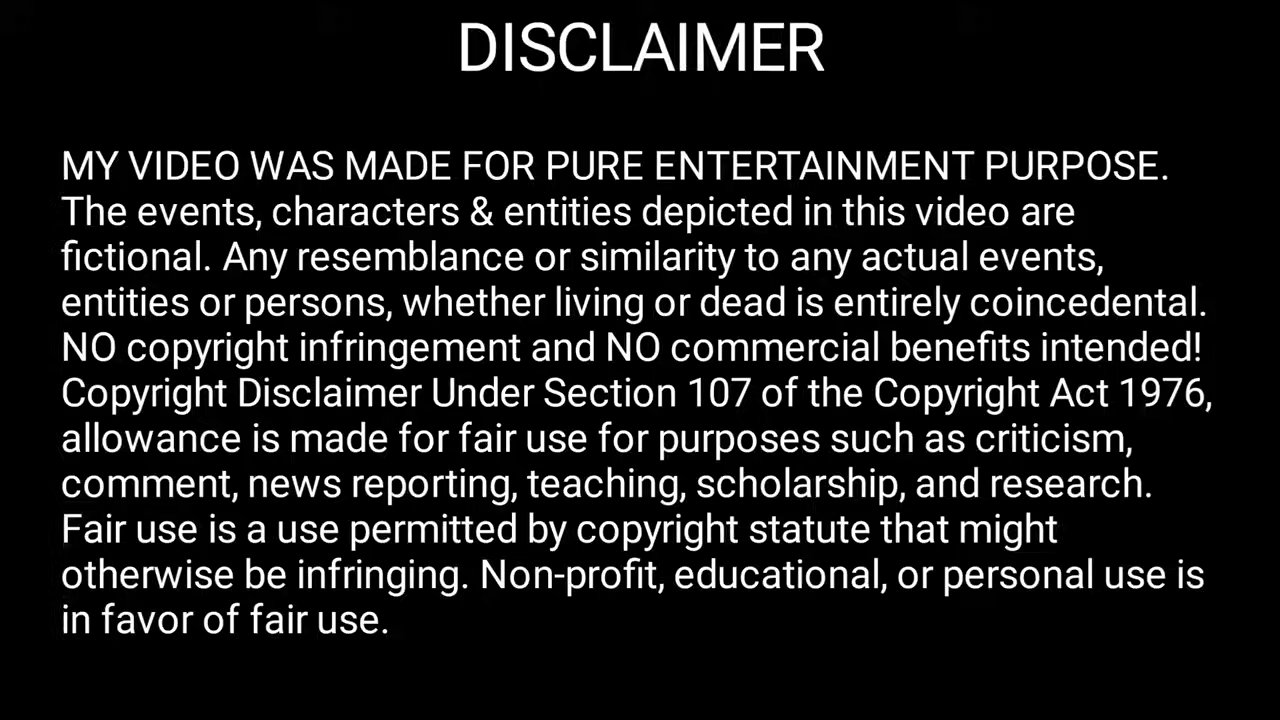 DISCLAIMER
MY VIDEO WAS MADE FOR PURE ENTERTAINMENT PURPOSE.
The events, characters & entities depicted in this video are
fictional. Any resemblance or similarity to any actual events,
entities or persons, whether living or dead is entirely coincedental.
NO copyright infringement and NO commercial benefits intended!
Copyright Disclaimer Under Section 107 of the Copyright Act 1976,
allowance is made for fair use for purposes such as criticism,
comment, news reporting, teaching, scholarship, and research.
Fair use is a use permitted by copyright statute that might
otherwise be infringing. Non-profit, educational, or personal use is
in favor of fair use.